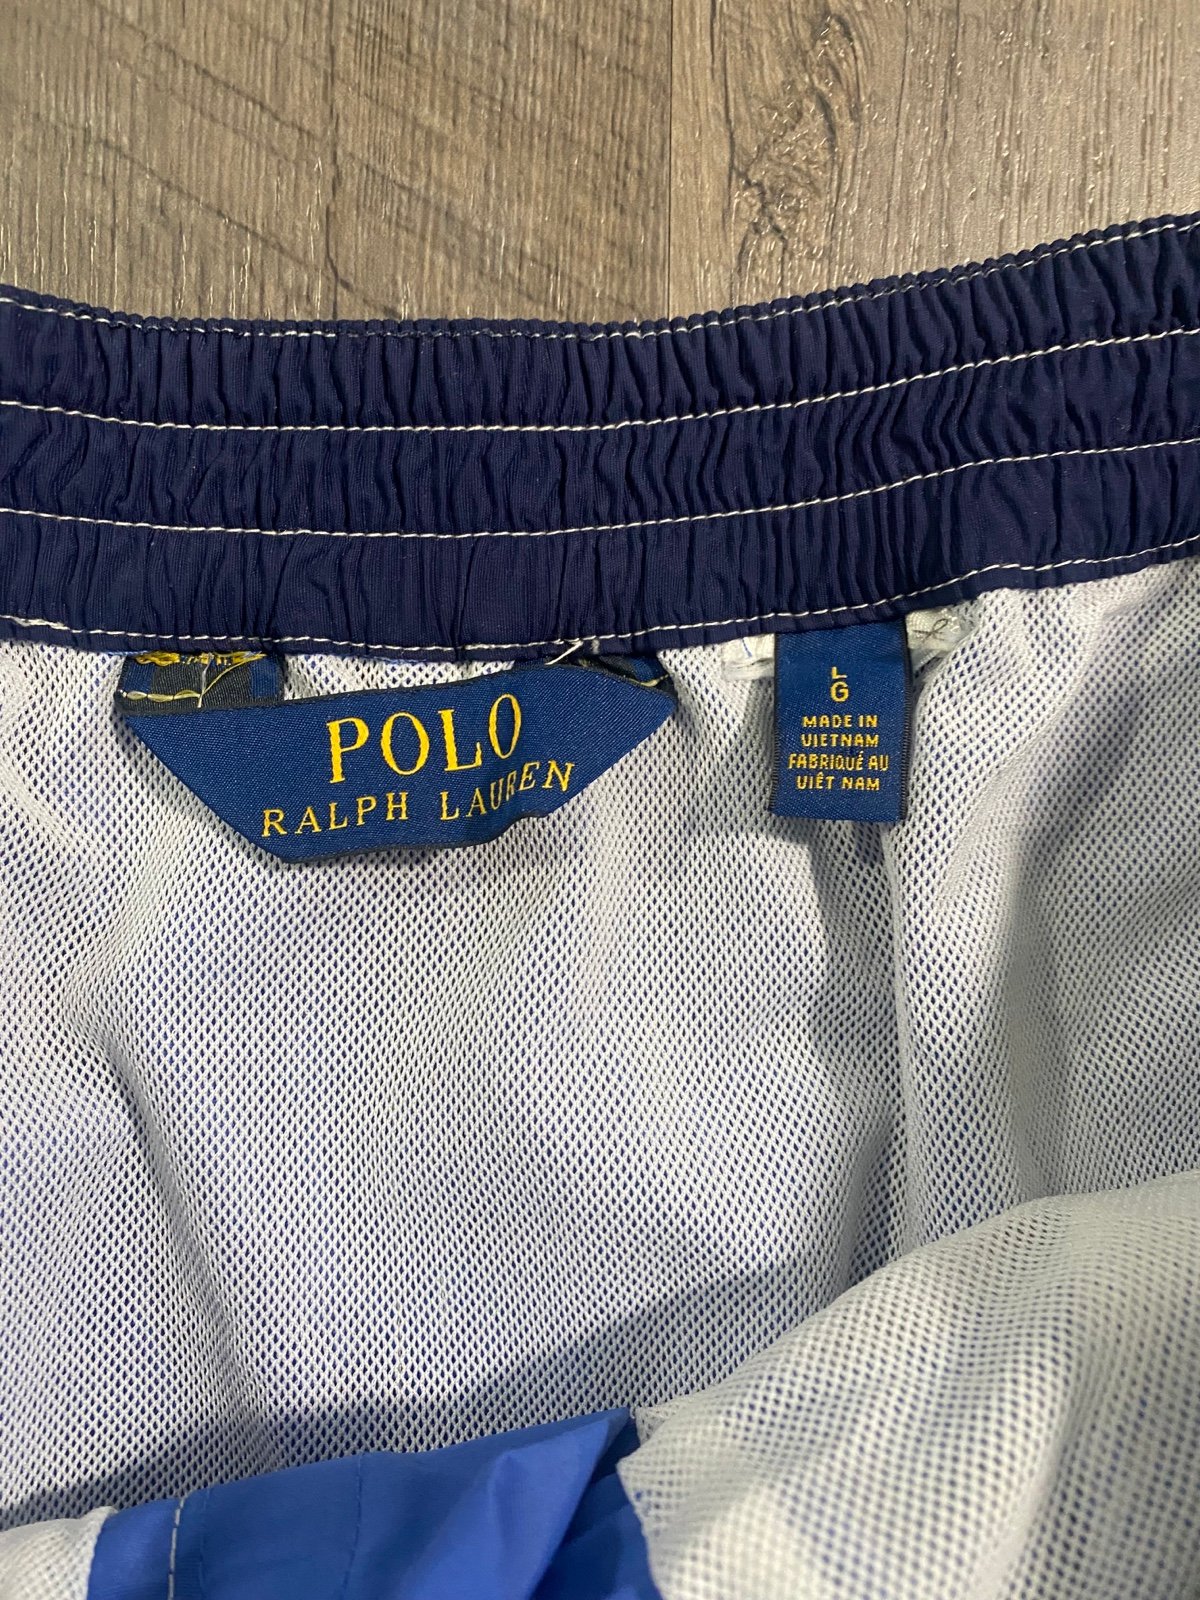 POLO
RALPH LAUREN
L
G
MADE IN
VIETNAM
FABRIQUÉ AU
VIÊT NAM